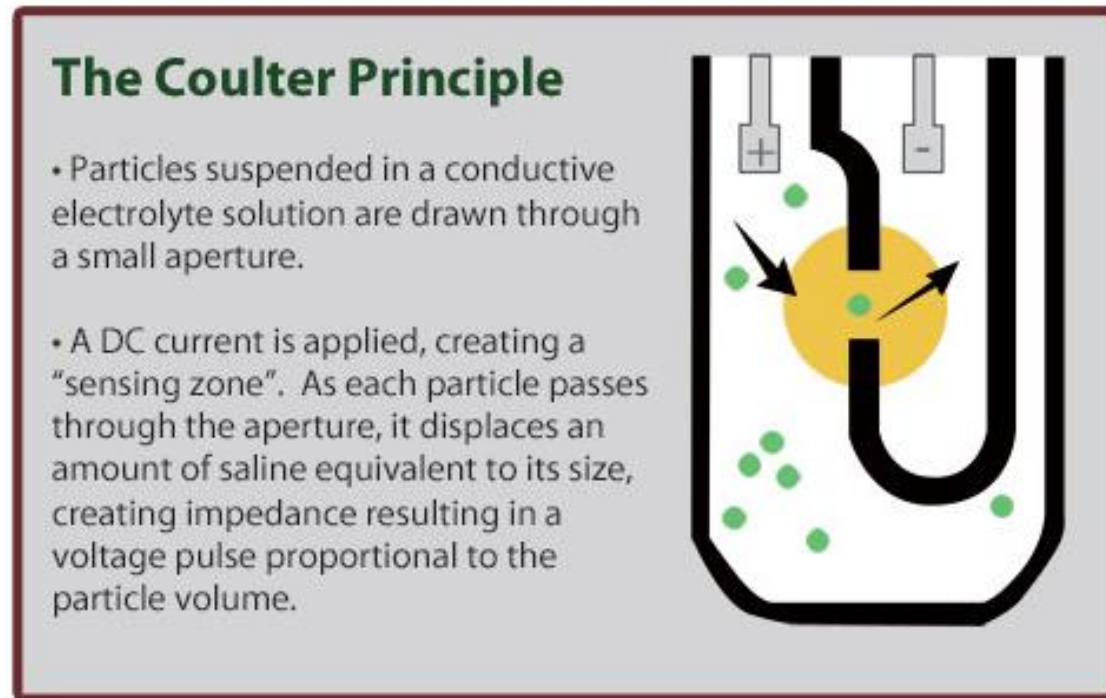 The Coulter Principle
• Particles suspended in a conductive
electrolyte solution are drawn through
a small aperture.
• A DC current is applied, creating a
“sensing zone”.  As each particle passes
through the aperture, it displaces an
amount of saline equivalent to its size,
creating impedance resulting in a
voltage pulse proportional to the
particle volume.
+
-